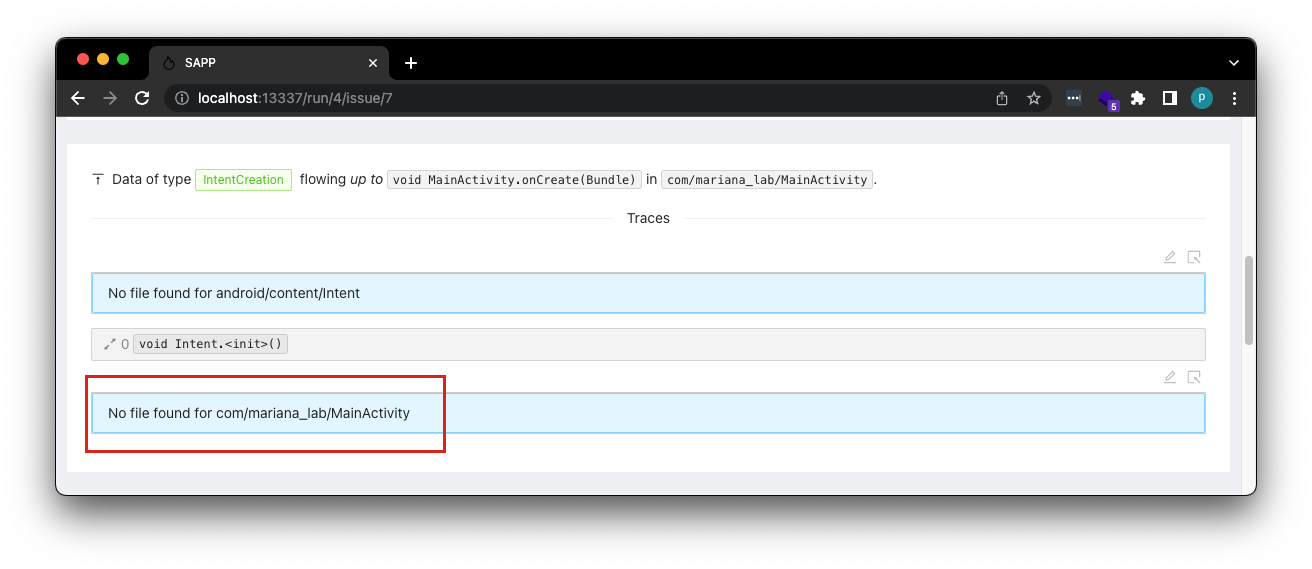 SAPP
localhost:13337/run/4/issue/7
5
P
Data of type IntentCreation flowing up to void MainActivity.onCreate(Bundle) in com/mariana_lab/MainActivity.
Traces
No file found for android/content/Intent
0 void Intent.<init>()
No file found for com/mariana_lab/MainActivity